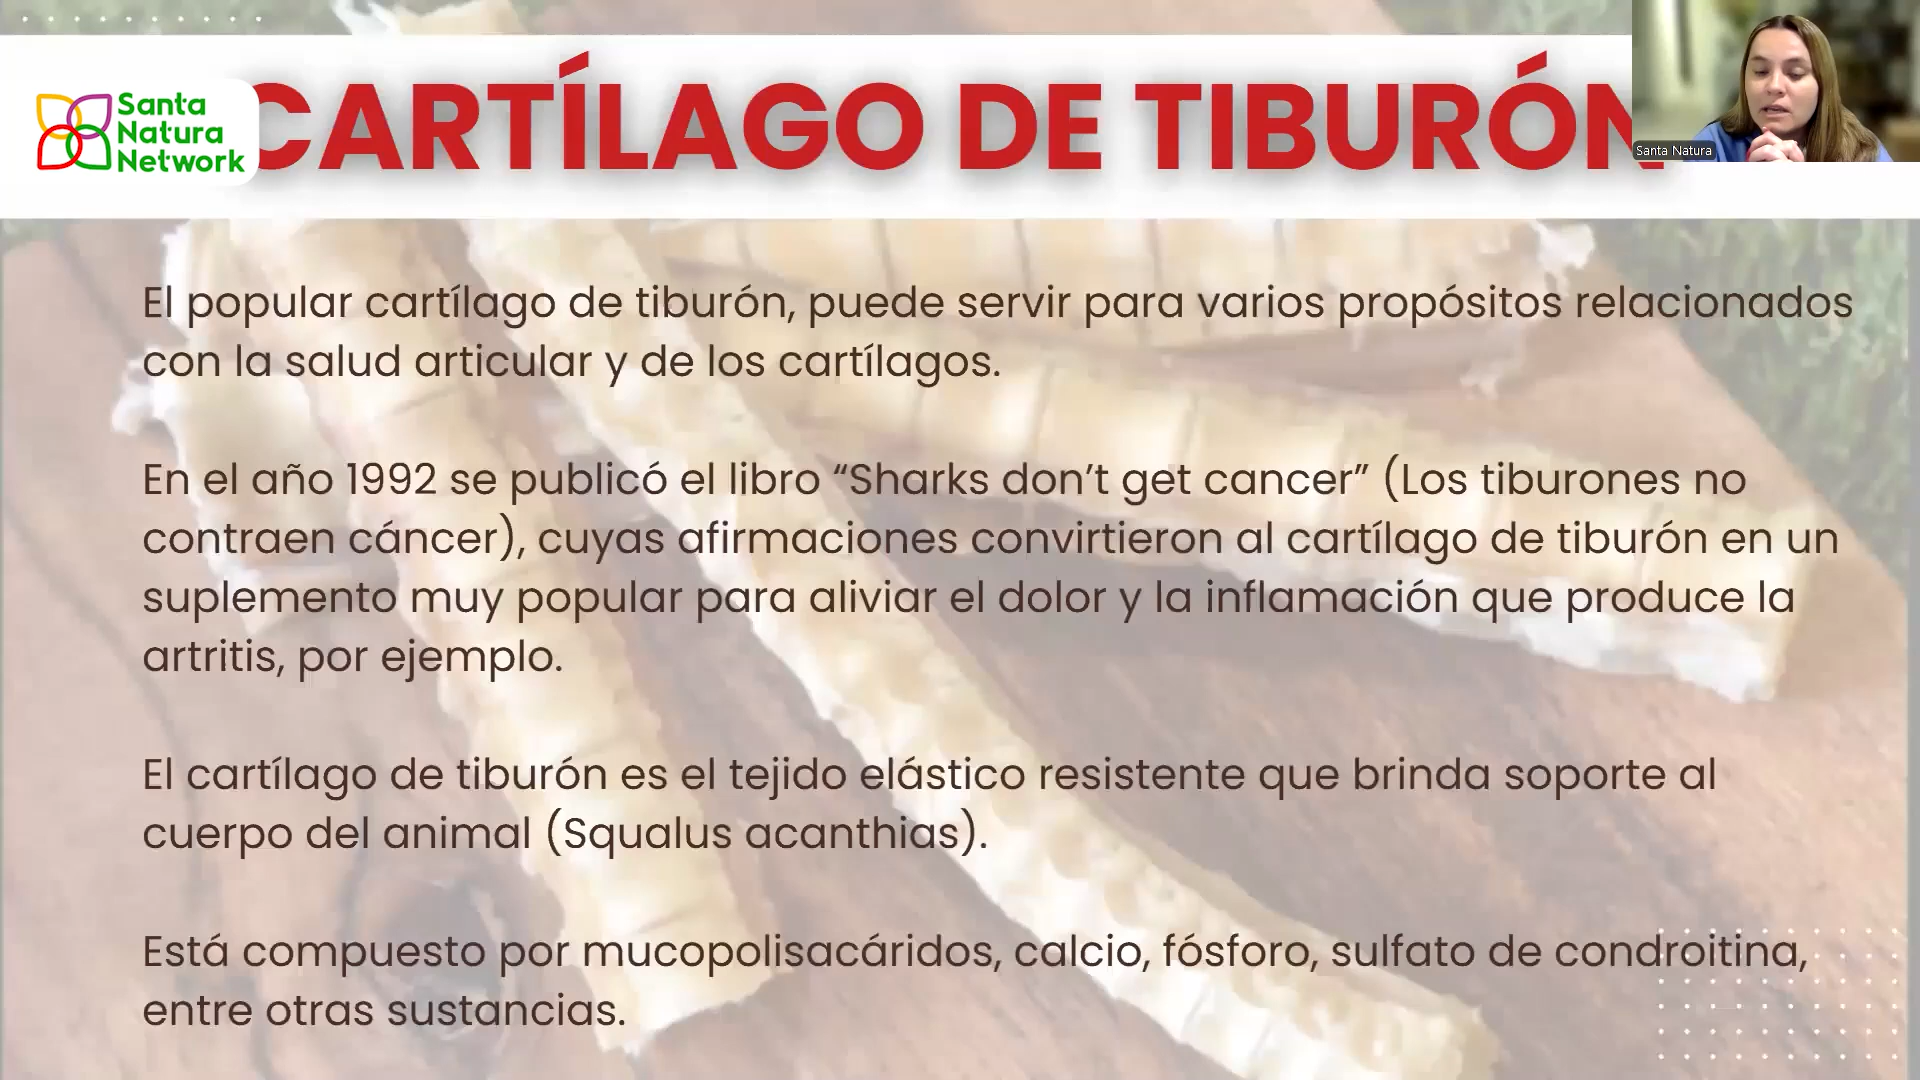 CARTÍLAGO DE TIBURÓN
Santa
Natura
Network
Santa Natura
El popular cartílago de tiburón, puede servir para varios propósitos relacionados
con la salud articular y de los cartílagos.
En el año 1992 se publicó el libro “Sharks don’t get cancer” (Los tiburones no
contraen cáncer), cuyas afirmaciones convirtieron al cartílago de tiburón en un
suplemento muy popular para aliviar el dolor y la inflamación que produce la
artritis, por ejemplo.
El cartílago de tiburón es el tejido elástico resistente que brinda soporte al
cuerpo del animal (Squalus acanthias).
Está compuesto por mucopolisacáridos, calcio, fósforo, sulfato de condroitina,
entre otras sustancias.